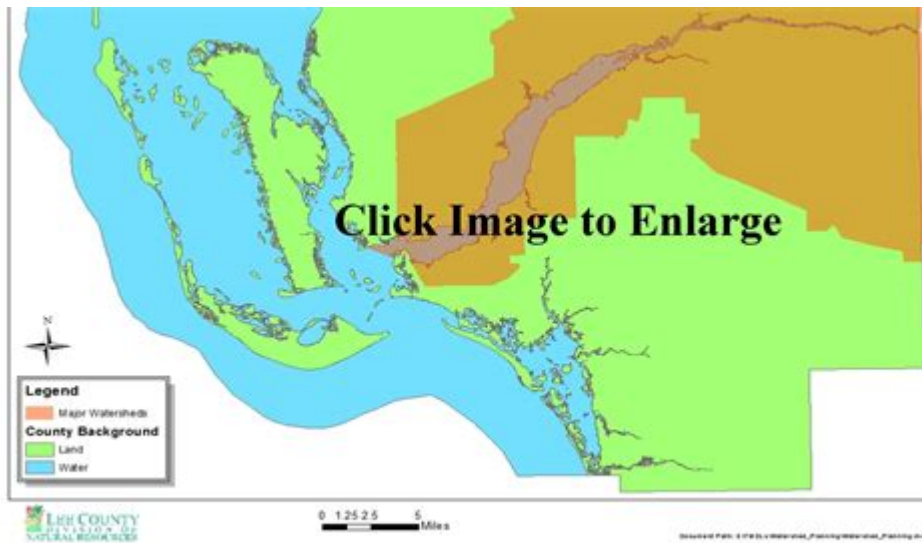 Click Image to Enlarge
N
Legend
Major Watersheds
County Background
Land
Water
LEE COUNTY
DIVISION OF
NATURAL RESOURCES
0 1.25 2.5 5
Miles